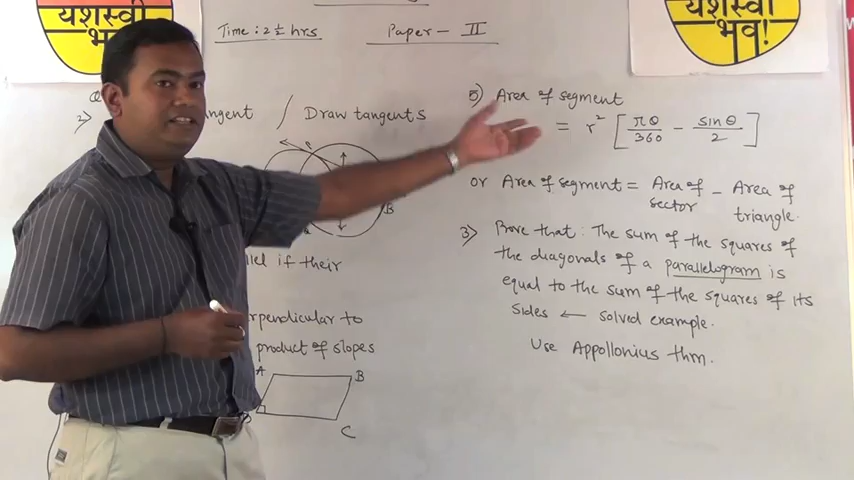 यशस्वी
भव
यशस्वी
भव!
Time: 2½ hrs
Paper - II
2)
ngent / Draw tangents
B
llel if their
rpendicular to
product of slopes
A
B
C
5) Area of segment
= r² [ πθ/360 - sinθ/2 ]
or Area of segment = Area of sector - Area of triangle.
3) Prove that: The sum of the squares of
the diagonals of a parallelogram is
equal to the sum of the squares of its
sides ← solved example.
Use Appollonius thm.